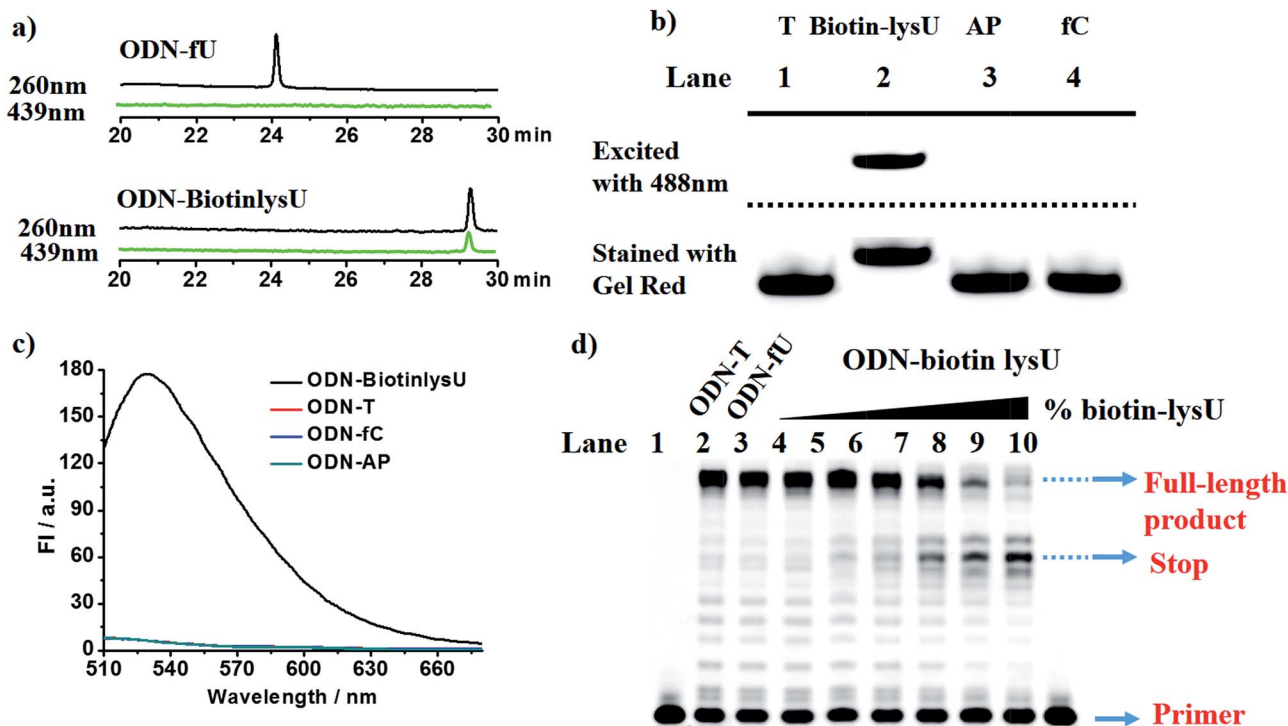 a)
ODN-fU
260nm
439nm
20 22 24 26 28 30 min
ODN-BiotinlysU
260nm
439nm
20 22 24 26 28 30 min
b)
T Biotin-lysU AP fC
Lane 1 2 3 4
Excited
with 488nm
Stained with
Gel Red
c)
180
150
120
90
60
30
0
FI / a.u.
ODN-BiotinlysU
ODN-T
ODN-fC
ODN-AP
510 540 570 600 630 660
Wavelength / nm
d)
ODN-T
ODN-fU
ODN-biotin lysU
% biotin-lysU
Lane 1 2 3 4 5 6 7 8 9 10
Full-length
product
Stop
Primer